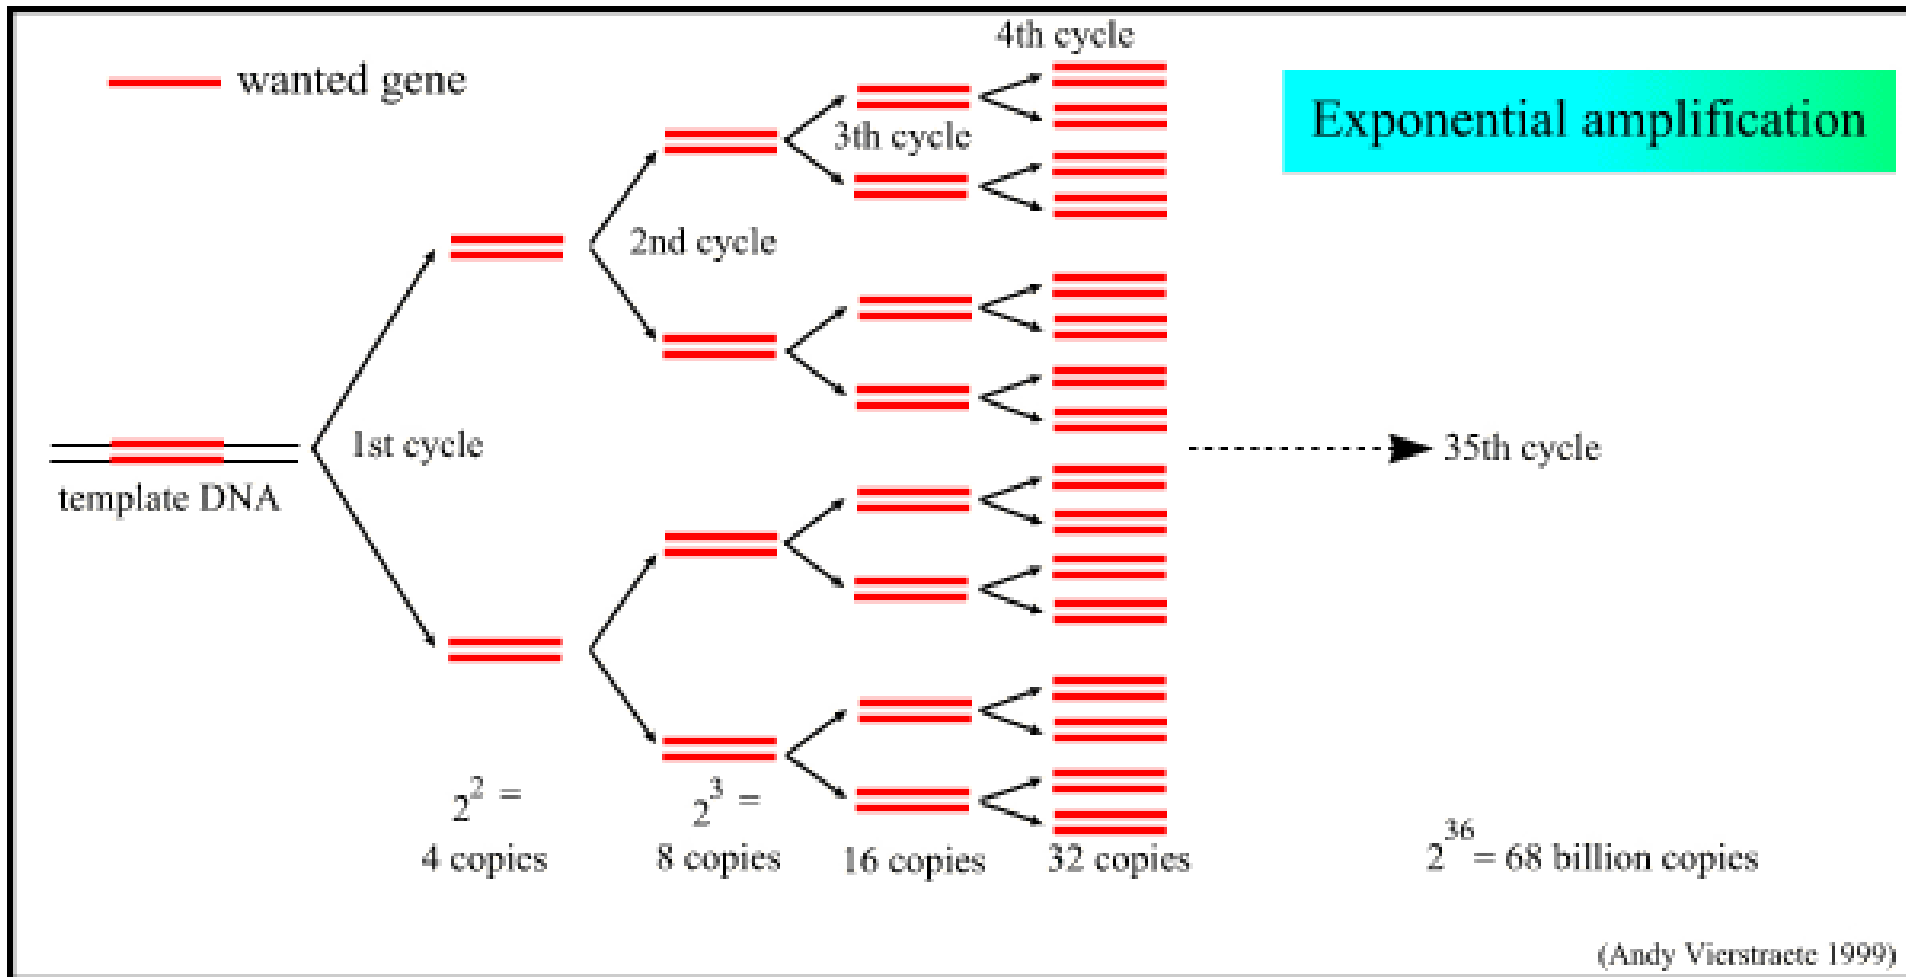 4th cycle
wanted gene
Exponential amplification
3th cycle
2nd cycle
1st cycle
35th cycle
template DNA
2^2 =
4 copies
2^3 =
8 copies
16 copies
32 copies
2^36 = 68 billion copies
(Andy Vierstraete 1999)